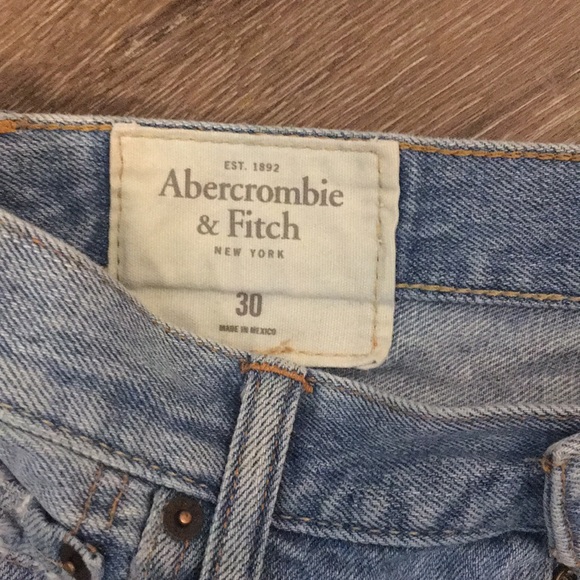 EST. 1892
Abercrombie
& Fitch
NEW YORK
30
MADE IN MEXICO